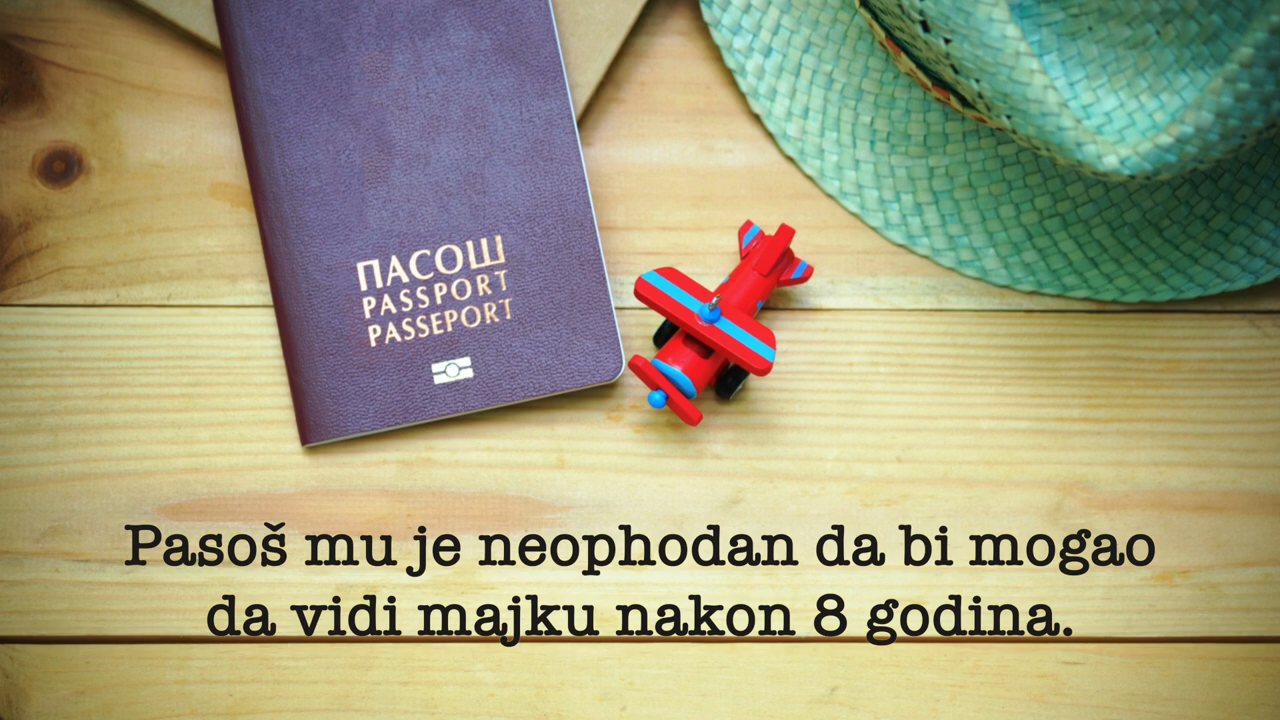 ПАСОШ
PASSPORT
PASSEPORT
Pasoš mu je neophodan da bi mogao
da vidi majku nakon 8 godina.